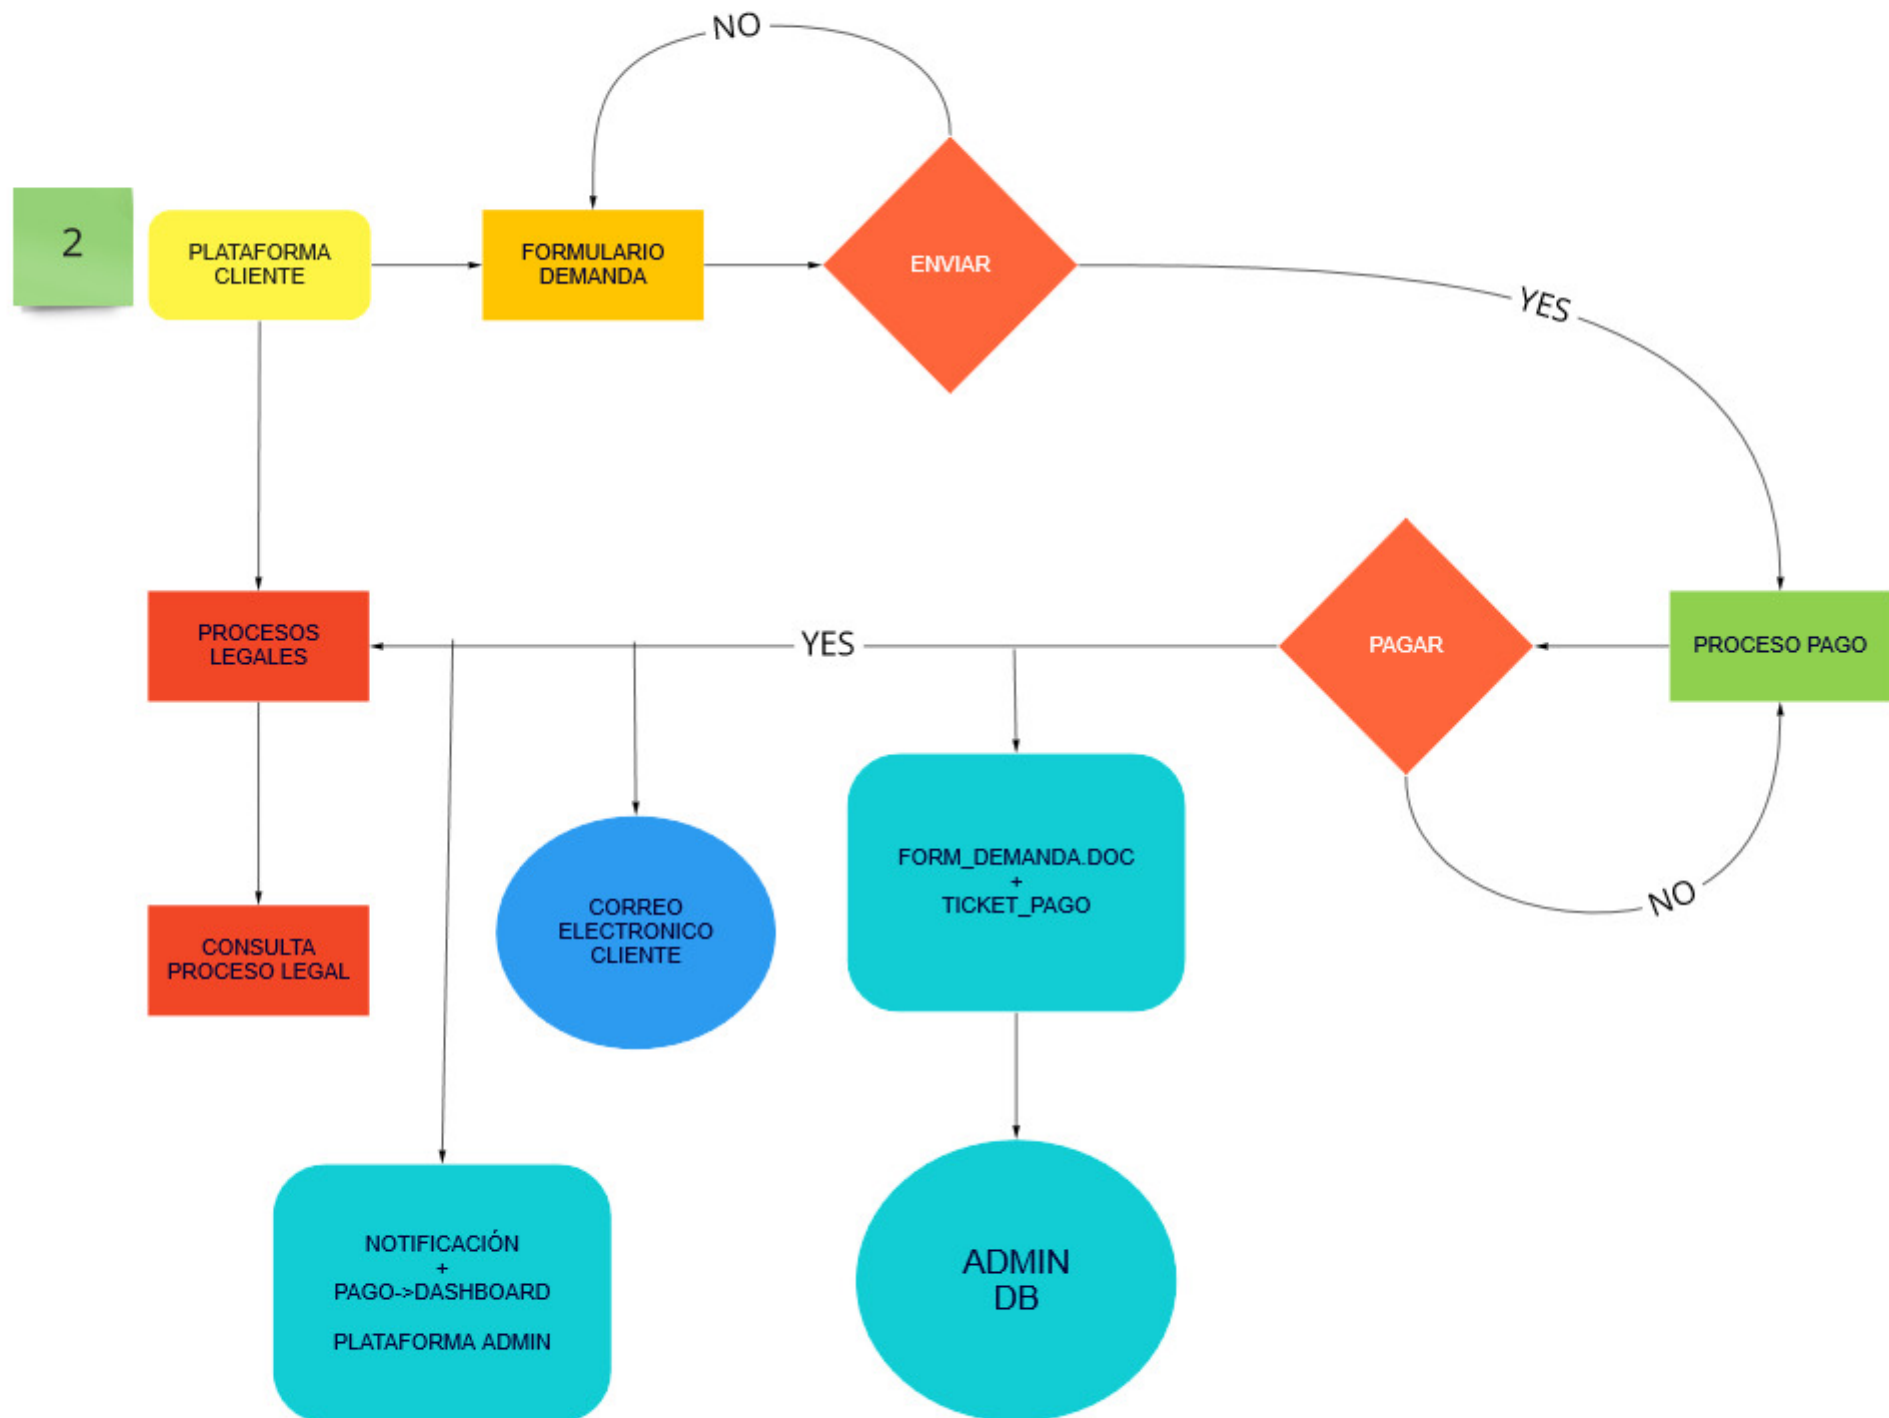 NO
2
PLATAFORMA
CLIENTE
FORMULARIO
DEMANDA
ENVIAR
YES
PROCESOS
LEGALES
YES
PAGAR
PROCESO PAGO
FORM_DEMANDA.DOC
+
TICKET_PAGO
NO
CORREO
ELECTRONICO
CLIENTE
CONSULTA
PROCESO LEGAL
NOTIFICACIÓN
+
PAGO->DASHBOARD
PLATAFORMA ADMIN
ADMIN
DB